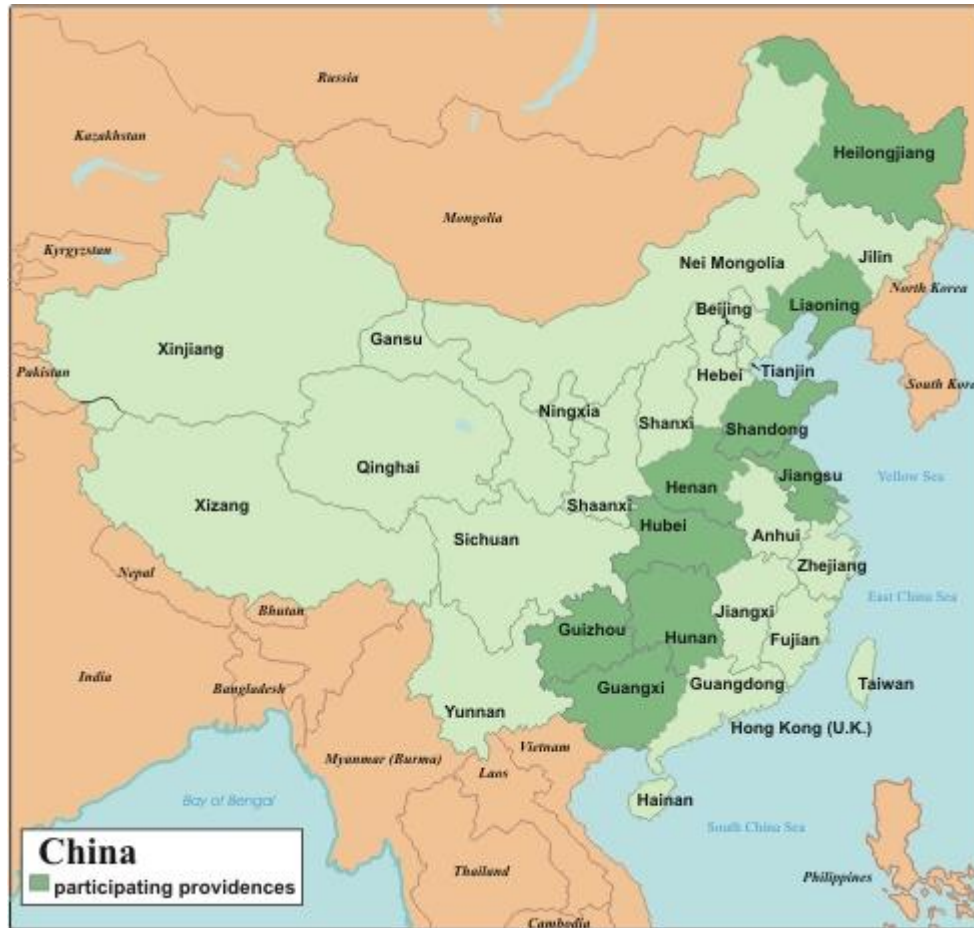 Russia
Kazakhstan
Mongolia
Kyrgyzstan
Pakistan
Heilongjiang
Jilin
Nei Mongolia
North Korea
Liaoning
Beijing
Gansu
Xinjiang
Tianjin
Hebei
South Kore
Ningxia
Shanxi
Shandong
Qinghai
Yellow Sea
Jiangsu
Henan
Xizang
Shaanxi
Hubei
Sichuan
Anhui
Zhejiang
Nepal
East China Sea
Bhutan
Jiangxi
Guizhou
Hunan
Fujian
India
Bangladesh
Guangxi
Guangdong
Taiwan
Yunnan
Hong Kong (U.K.)
Vietnam
Myanmar (Burma)
Laos
Bay of Bengal
Hainan
South China Sea
China
participating providences
Thailand
Philippines
Cambodia